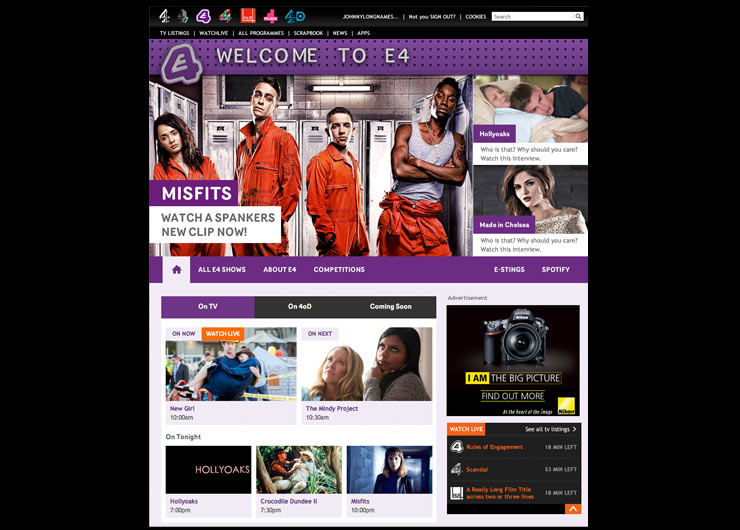 4 E4 4 film4 4music 4oD
JOHNNYLONGNAMES... | Not you SIGN OUT? | COOKIES
Search
TV LISTINGS | WATCHLIVE | ALL PROGRAMMES | SCRAPBOOK | NEWS | APPS
WELCOME TO E4
MISFITS
WATCH A SPANKERS
NEW CLIP NOW!
Hollyoaks
Who is that? Why should you care?
Watch this interview.
Made in Chelsea
Who is that? Why should you care?
Watch this interview.
ALL E4 SHOWS ABOUT E4 COMPETITIONS E-STINGS SPOTIFY
On TV On 4oD Coming Soon
ON NOW WATCH LIVE
ON NEXT
New Girl
10:00am
The Mindy Project
10:30am
On Tonight
HOLLYOAKS
Hollyoaks
7:00pm
Crocodile Dundee II
7:30pm
Misfits
10:00pm
Advertisement
Nikon
I AM THE BIG PICTURE
FIND OUT MORE
At the heart of the image
Nikon
WATCH LIVE
See all tv listings
Rules of Engagement 18 MIN LEFT
Scandal 53 MIN LEFT
A Really Long Film Title
across two or three lines
18 MIN LEFT